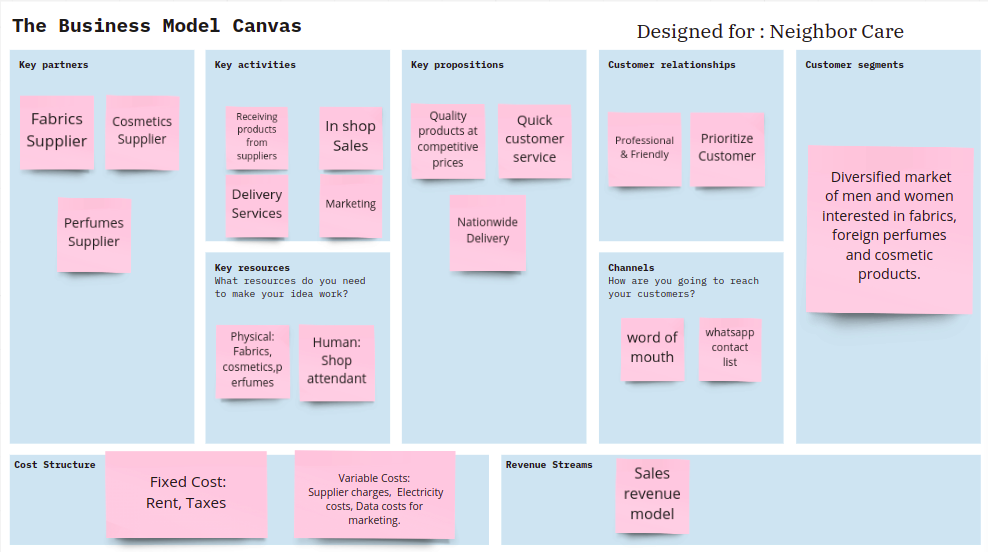 The Business Model Canvas
Designed for : Neighbor Care
Key partners
Fabrics
Supplier
Cosmetics
Supplier
Perfumes
Supplier
Key activities
Receiving
products
from
suppliers
In shop
Sales
Delivery
Services
Marketing
Key resources
What resources do you need
to make your idea work?
Physical:
Fabrics,
cosmetics,p
erfumes
Human:
Shop
attendant
Key propositions
Quality
products at
competitive
prices
Quick
customer
service
Nationwide
Delivery
Customer relationships
Professional
& Friendly
Prioritize
Customer
Channels
How are you going to reach
your customers?
word of
mouth
whatsapp
contact
list
Customer segments
Diversified market
of men and women
interested in fabrics,
foreign perfumes
and cosmetic
products.
Cost Structure
Fixed Cost:
Rent, Taxes
Variable Costs:
Supplier charges, Electricity
costs, Data costs for
marketing.
Revenue Streams
Sales
revenue
model